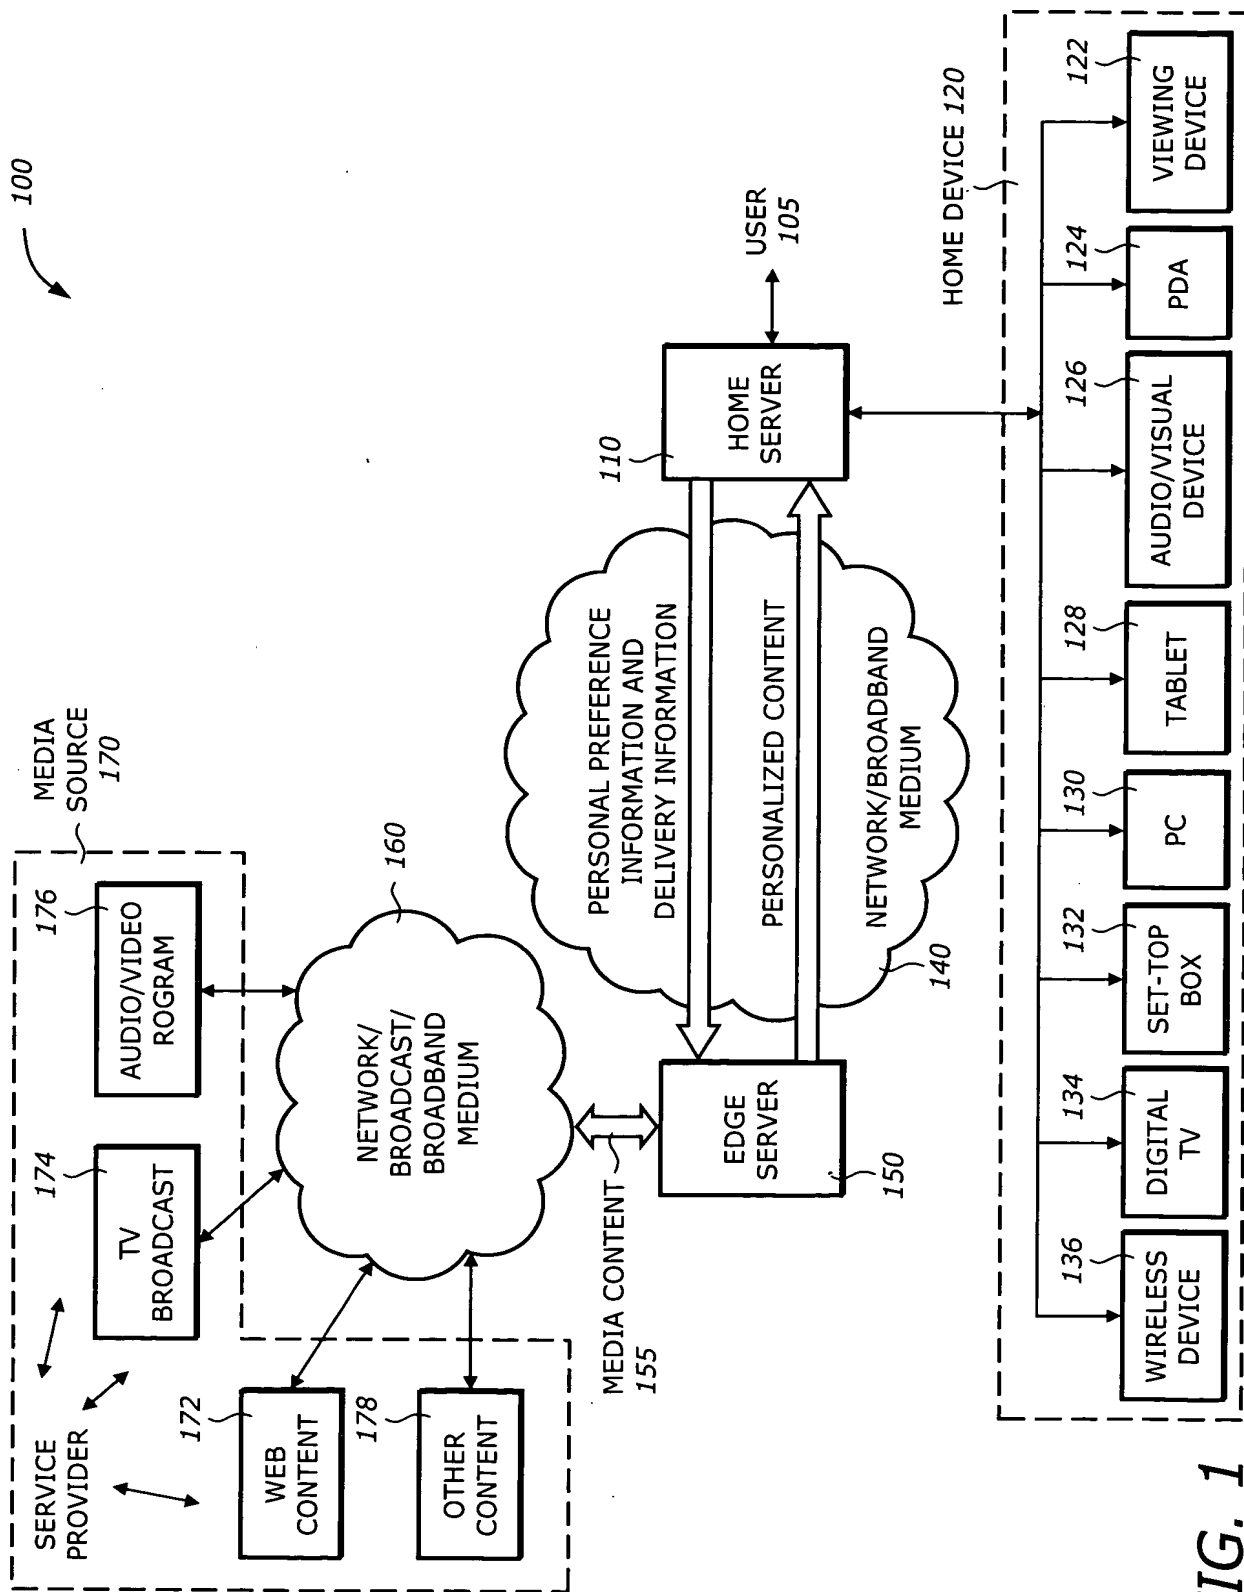 100
MEDIA
SOURCE
170
SERVICE
PROVIDER
TV
BROADCAST
174
AUDIO/VIDEO
ROGRAM
176
WEB
CONTENT
172
OTHER
CONTENT
178
NETWORK/
BROADCAST/
BROADBAND
MEDIUM
160
MEDIA CONTENT
155
EDGE
SERVER
150
PERSONAL PREFERENCE
INFORMATION AND
DELIVERY INFORMATION
PERSONALIZED CONTENT
NETWORK/BROADBAND
MEDIUM
140
HOME
SERVER
110
USER
105
HOME DEVICE 120
WIRELESS
DEVICE
136
DIGITAL
TV
134
SET-TOP
BOX
132
PC
130
TABLET
128
AUDIO/VISUAL
DEVICE
126
PDA
124
VIEWING
DEVICE
122
FIG. 1